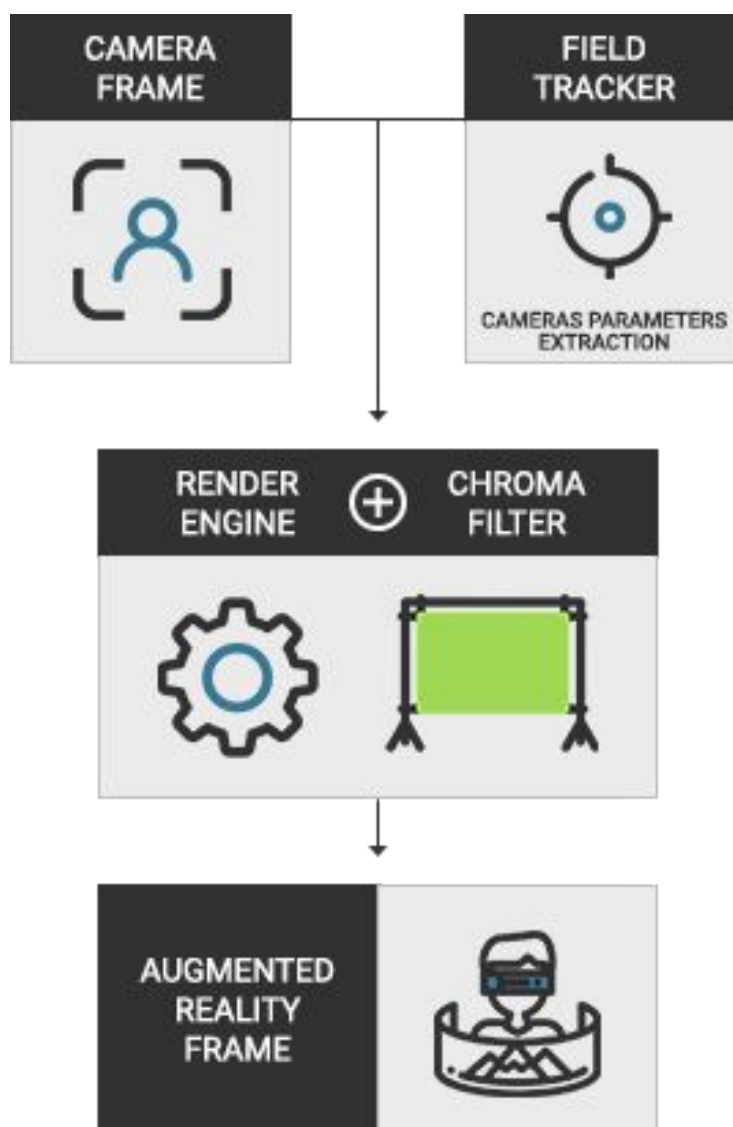 CAMERA
FRAME
FIELD
TRACKER
CAMERAS PARAMETERS
EXTRACTION
RENDER
ENGINE
CHROMA
FILTER
AUGMENTED
REALITY
FRAME